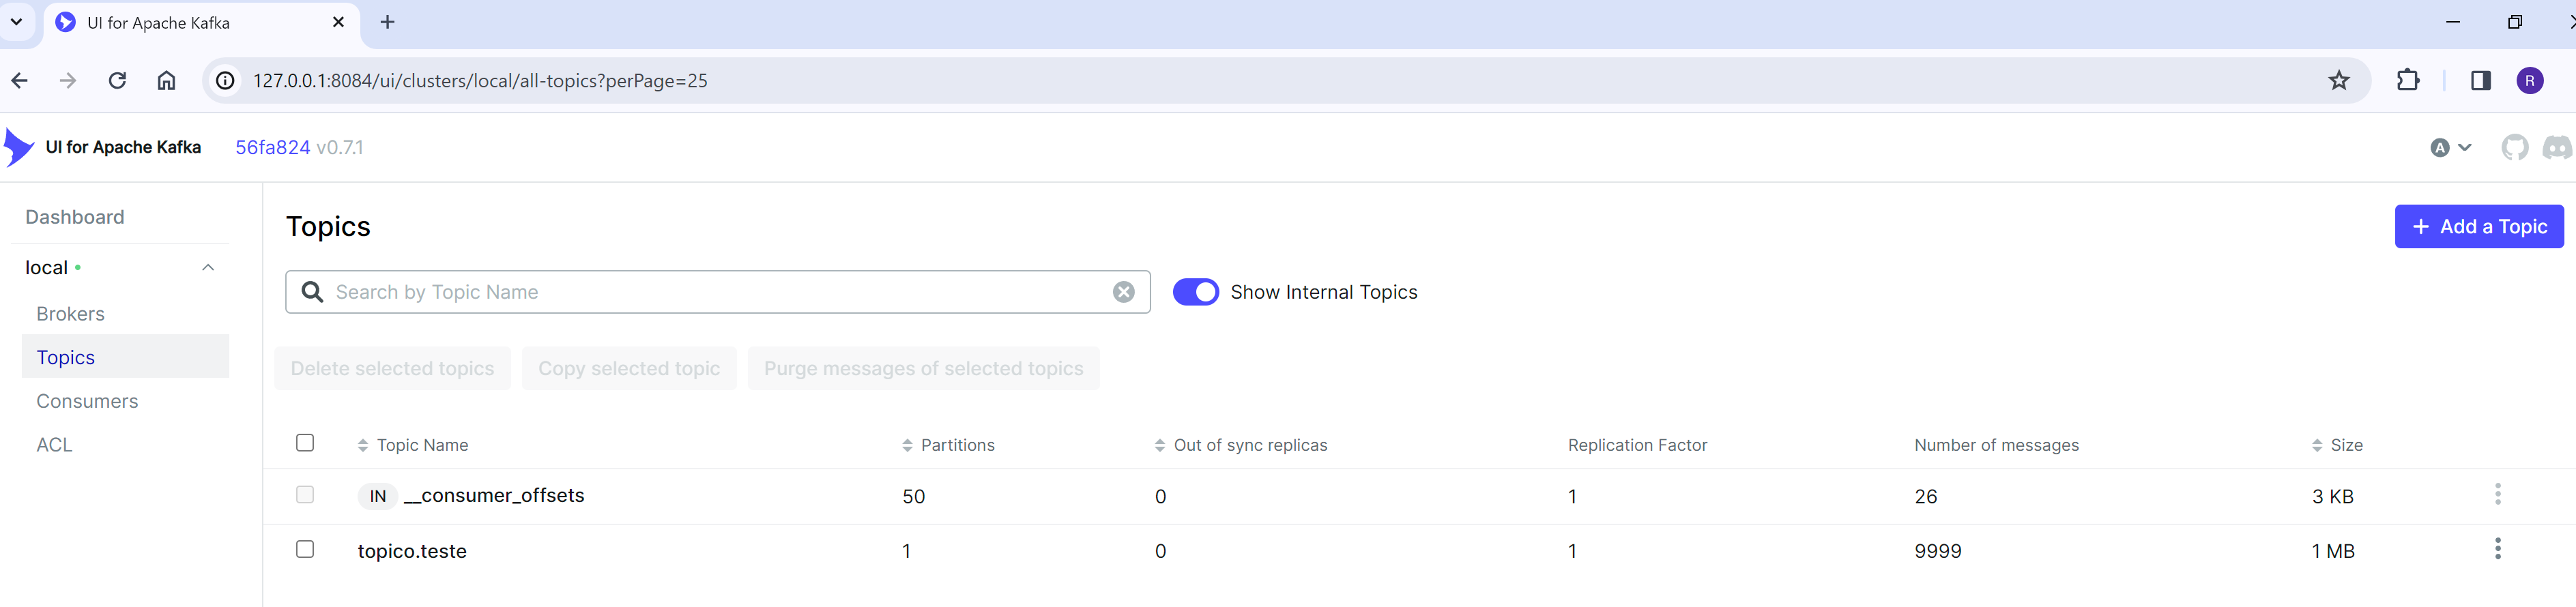 UI for Apache Kafka
127.0.0.1:8084/ui/clusters/local/all-topics?perPage=25
R
UI for Apache Kafka 56fa824 v0.7.1
A
Dashboard
local
Brokers
Topics
Consumers
ACL
Topics
Add a Topic
Search by Topic Name
Show Internal Topics
Delete selected topics Copy selected topic Purge messages of selected topics
Topic Name Partitions Out of sync replicas Replication Factor Number of messages Size
IN __consumer_offsets 50 0 1 26 3 KB
topico.teste 1 0 1 9999 1 MB